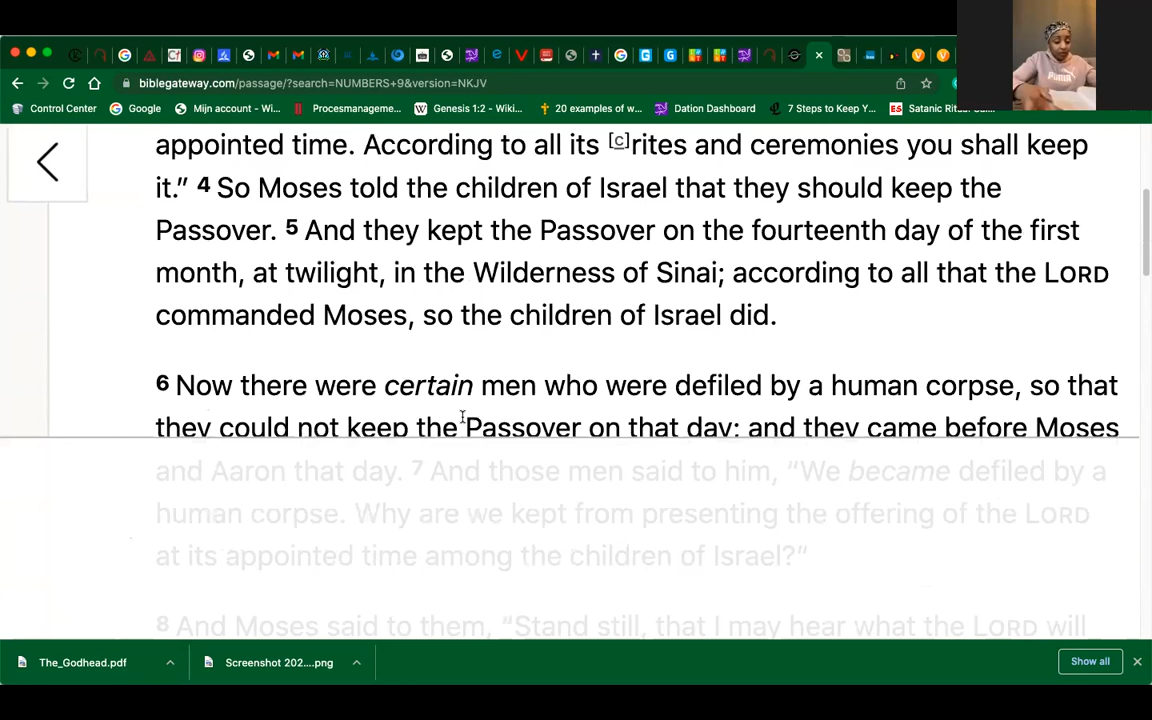 biblegateway.com/passage/?search=NUMBERS+9&version=NKJV
Control Center Google Mijn account - Wi... Procesmanageme... Genesis 1:2 - Wiki... 20 examples of w... Dation Dashboard 7 Steps to Keep Y... Satanic Ritual
appointed time. According to all its [c]rites and ceremonies you shall keep
it.” 4 So Moses told the children of Israel that they should keep the
Passover. 5 And they kept the Passover on the fourteenth day of the first
month, at twilight, in the Wilderness of Sinai; according to all that the LORD
commanded Moses, so the children of Israel did.
6 Now there were certain men who were defiled by a human corpse, so that
they could not keep the Passover on that day; and they came before Moses
and Aaron that day. 7 And those men said to him, “We became defiled by a
human corpse. Why are we kept from presenting the offering of the LORD
at its appointed time among the children of Israel?”
8 And Moses said to them, “Stand still, that I may hear what the LORD will
The_Godhead.pdf Screenshot 202....png Show all